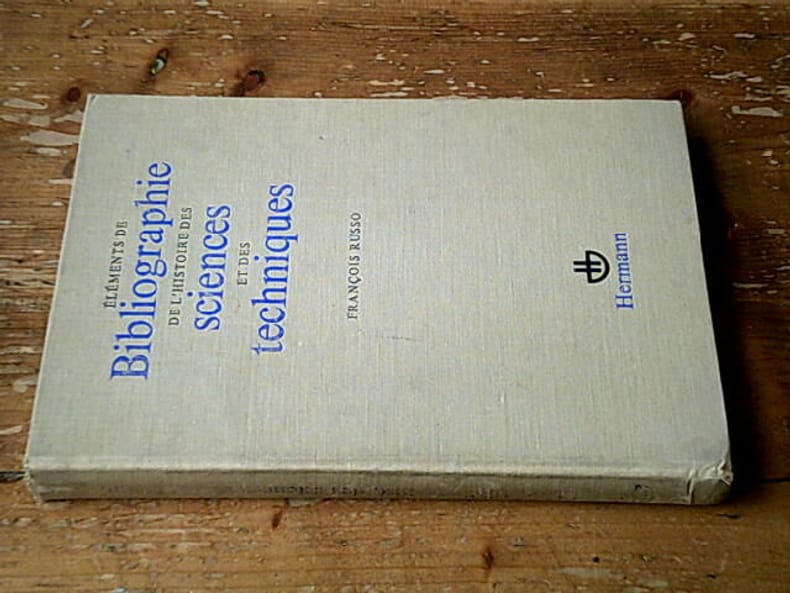 ÉLÉMENTS DE
Bibliographie
DE L'HISTOIRE DES
sciences
ET DES
techniques
FRANÇOIS RUSSO
Hermann